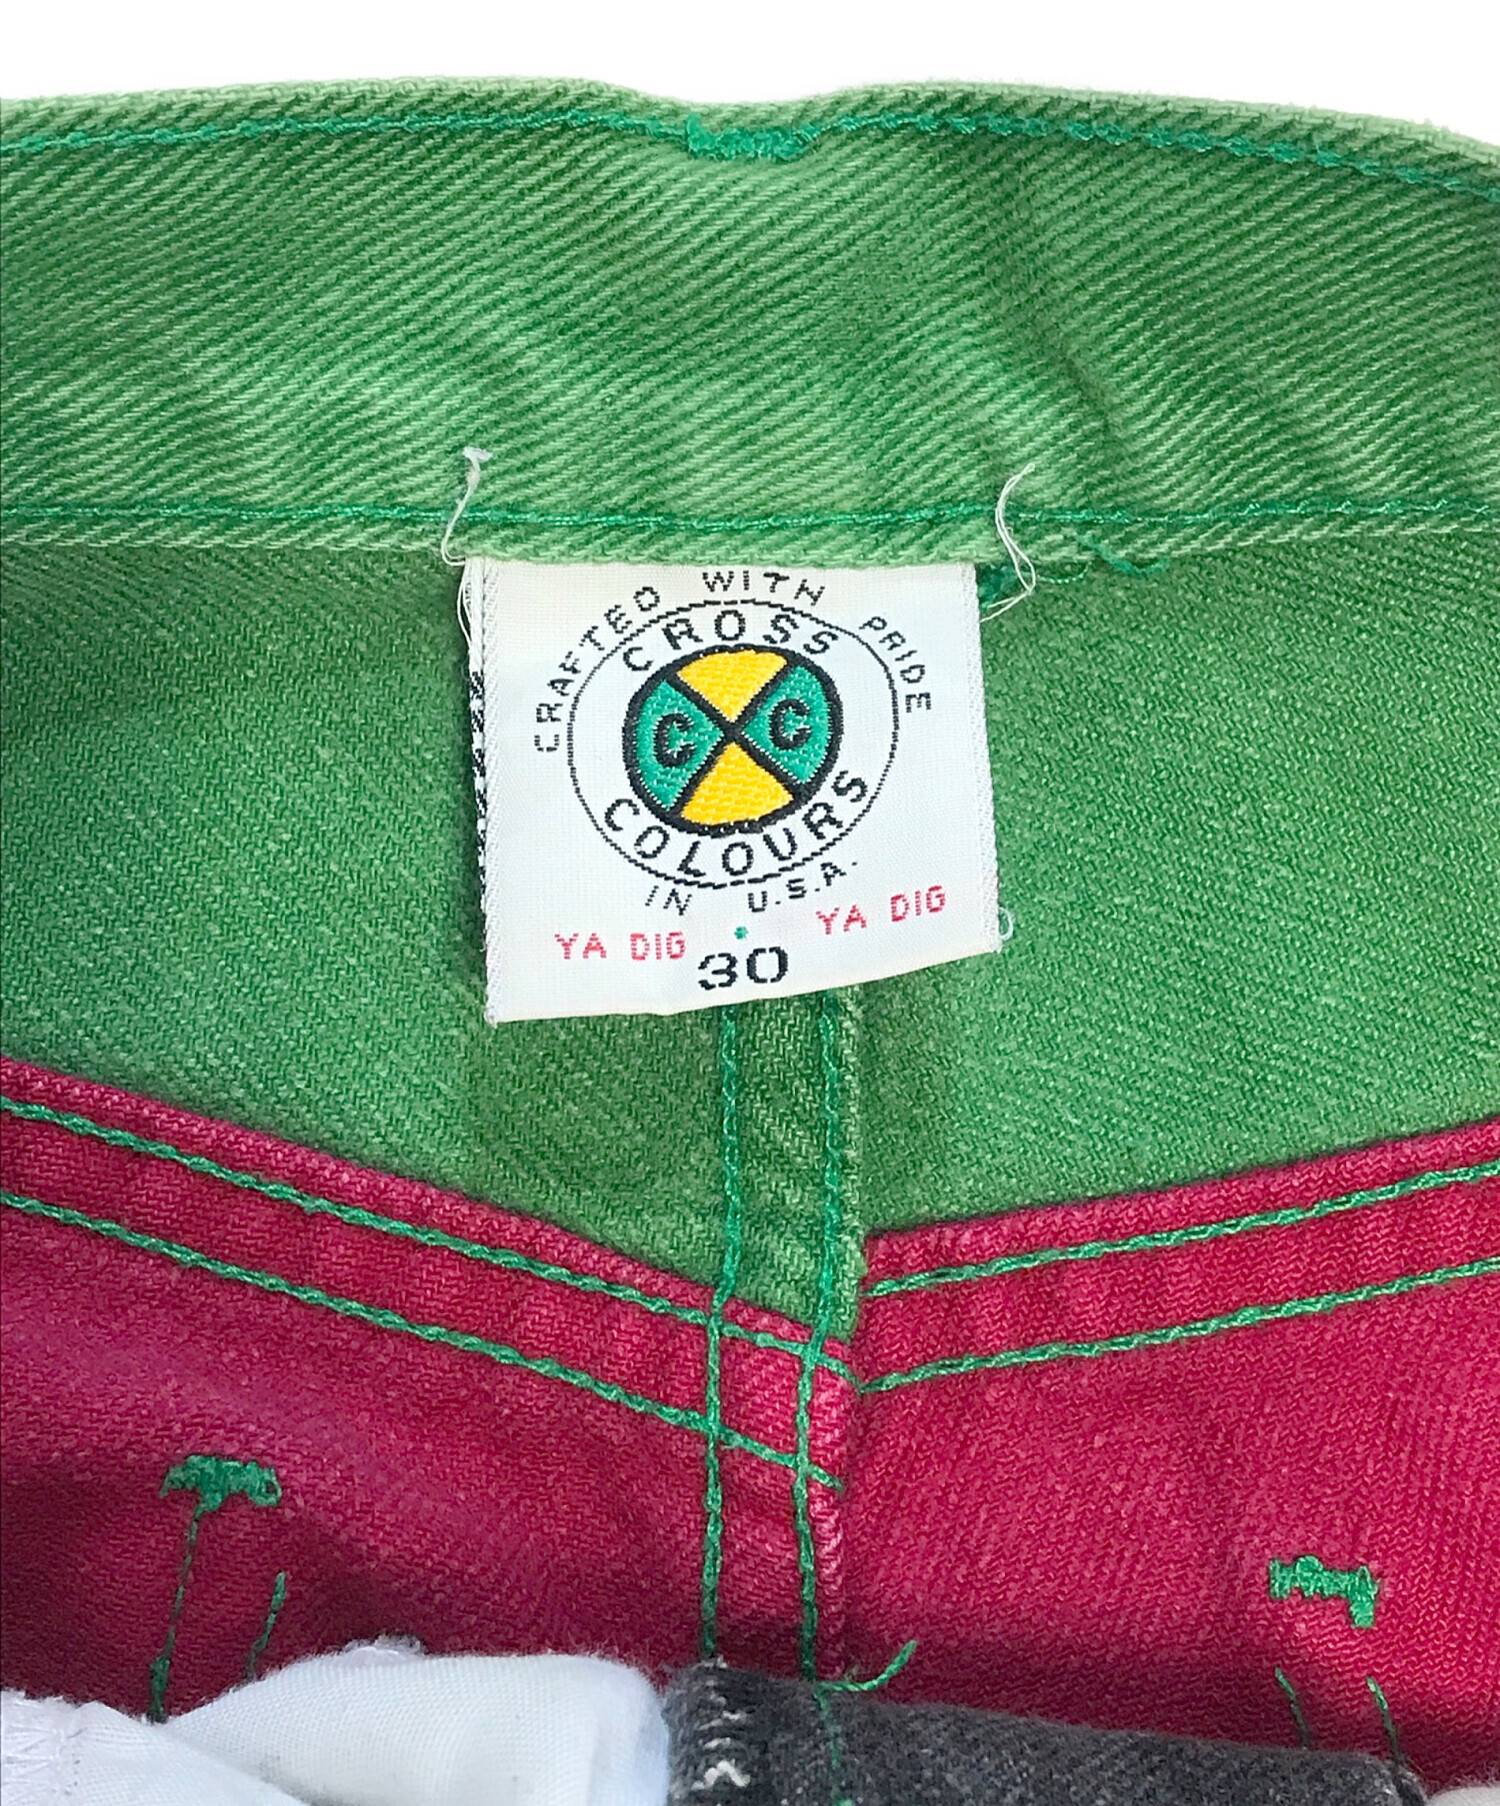 CRAFTED WITH PRIDE
CROSS
C C
COLOURS
IN U.S.A.
YA DIG • YA DIG
30